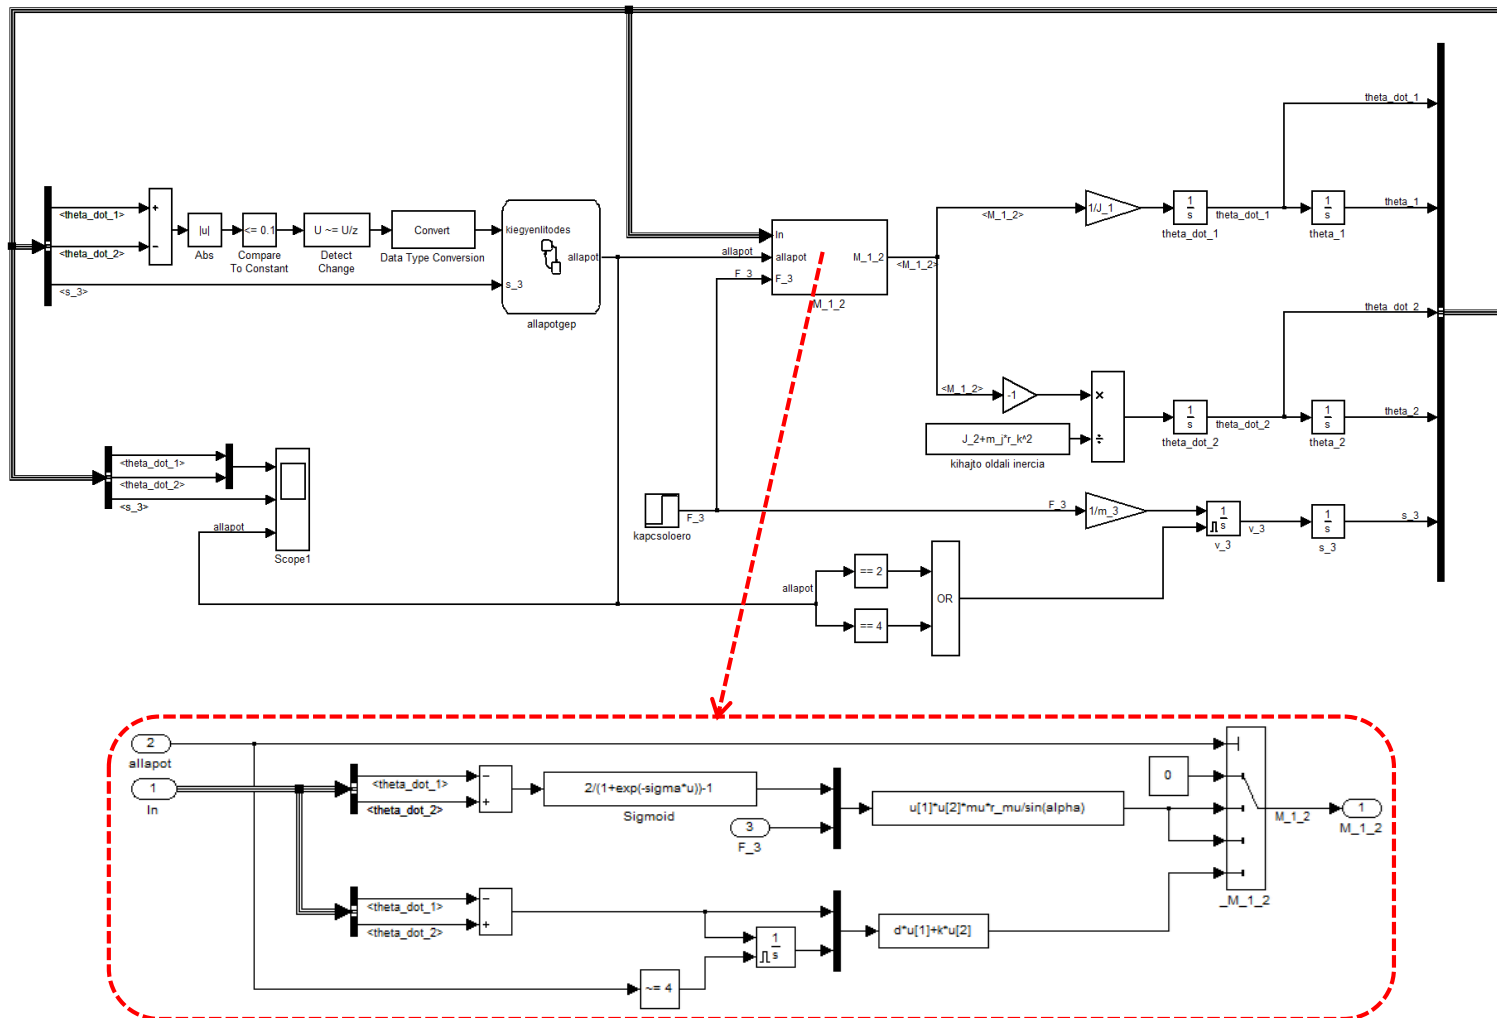 theta_dot_1
<theta_dot_1>
+
<theta_dot_2>
−
<s_3>
|u|
Abs
<= 0.1
Compare
To Constant
U ~= U/z
Detect
Change
Convert
Data Type Conversion
kiegyenlitodes
allapot
s_3
allapotgep
allapot
F_3
In
allapot
F_3
M_1_2
M_1_2
<M_1_2>
<M_1_2>
1/J_1
1
s
theta_dot_1
theta_dot_1
1
s
theta_1
theta_1
theta_dot_2
<M_1_2>
-1
×
÷
J_2+m_j*r_k^2
kihajto oldali inercia
1
s
theta_dot_2
theta_dot_2
1
s
theta_2
theta_2
<theta_dot_1>
<theta_dot_2>
<s_3>
allapot
Scope1
kapcsoloero
F_3
F_3
1/m_3
1
s
v_3
v_3
1
s
s_3
s_3
allapot
== 2
== 4
OR
2
allapot
1
In
<theta_dot_1>
<theta_dot_2>
−
+
2/(1+exp(-sigma*u))-1
Sigmoid
3
F_3
u[1]*u[2]*mu*r_mu/sin(alpha)
0
_M_1_2
M_1_2
1
M_1_2
<theta_dot_1>
<theta_dot_2>
−
+
1
s
~= 4
d*u[1]+k*u[2]